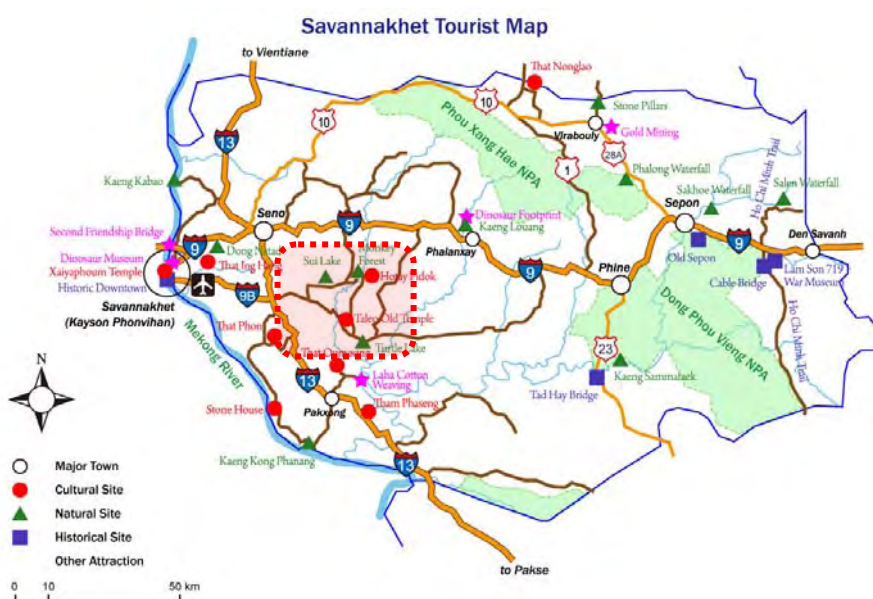 Savannakhet Tourist Map
to Vientiane
That Nonglao
10
10
Stone Pillars
13
Virabouly
Gold Mining
Phou Xang Hae NPA
28A
1
Phalong Waterfall
Ho Chi Minh Trail
Kaeng Kabao
Sakhoe Waterfall
Salen Waterfall
Seno
Dinosaur Footprint
Sepon
Kaeng Louang
9
Second Friendship Bridge
9
Den Savanh
Dong Natad
Phalanxay
Old Sepon
9
Dinosaur Museum
Sui Lake
Forest
Xaiyaphoum Temple
9
Cable Bridge
Lam Son 719
War Museum
Historic Downtown
Phine
9B
Savannakhet
(Kayson Phonvihan)
Taleo Old Temple
Dong Phou Vieng NPA
Ho Chi Minh Trail
That Phon
Turtle Lake
23
Mekong River
Kaeng Sammafaek
N
13
Laha Cotton
Weaving
Tad Hay Bridge
Pakxong
Stone House
Tham Phaseng
Kaeng Kong Phanang
13
Major Town
Cultural Site
Natural Site
Historical Site
Other Attraction
to Pakse
0 10 50 km